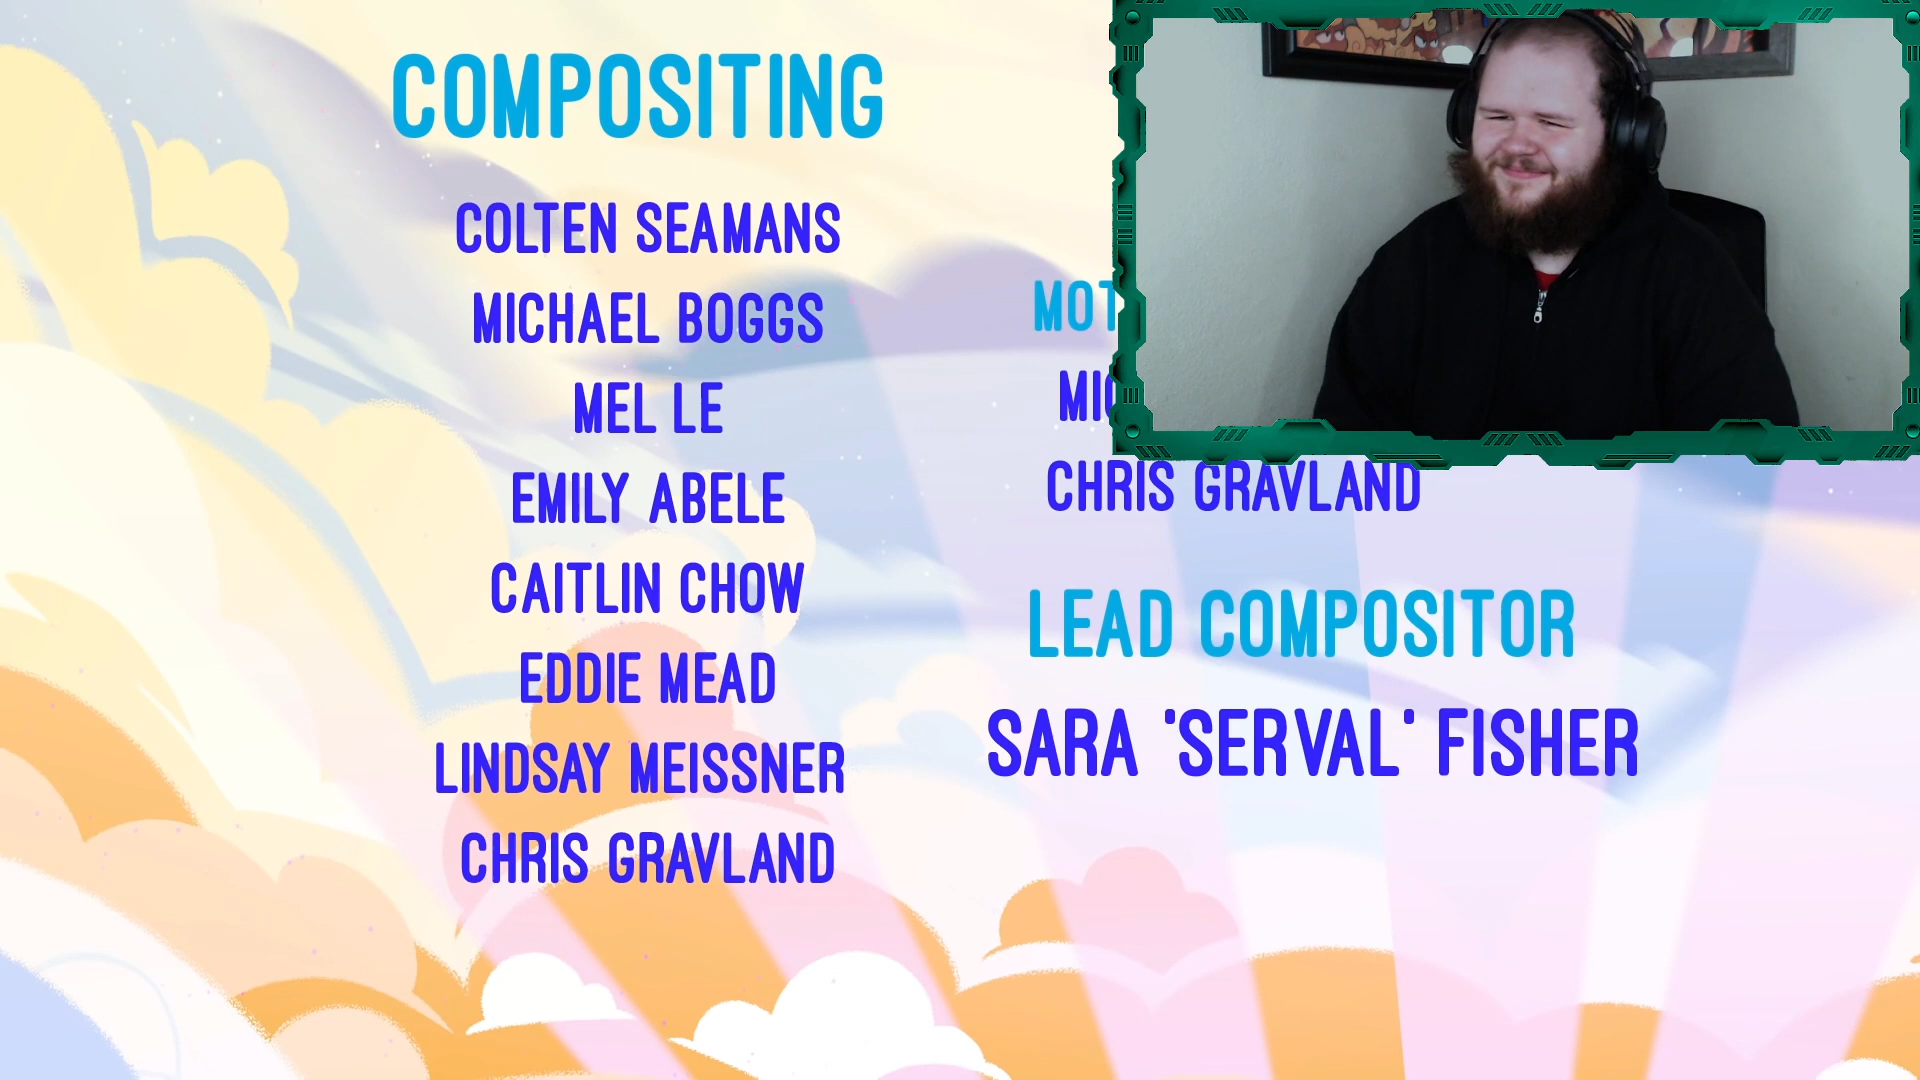 COMPOSITING
COLTEN SEAMANS
MICHAEL BOGGS
MEL LE
EMILY ABELE
CAITLIN CHOW
EDDIE MEAD
LINDSAY MEISSNER
CHRIS GRAVLAND
CHRIS GRAVLAND
LEAD COMPOSITOR
SARA 'SERVAL' FISHER